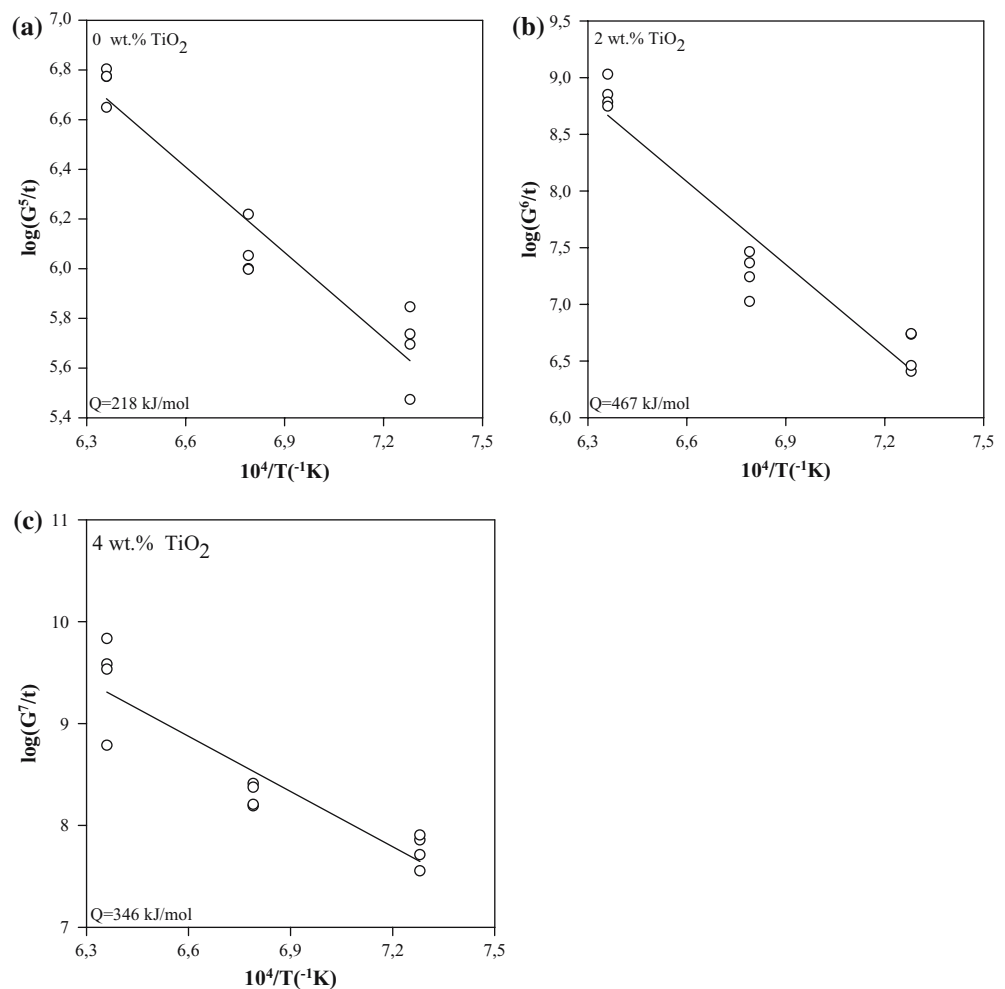 (a)
0 wt.% TiO2
7,0
6,8
6,6
6,4
6,2
6,0
5,8
5,6
5,4
log(G5/t)
Q=218 kJ/mol
6,3 6,6 6,9 7,2 7,5
104/T(-1K)
(b)
2 wt.% TiO2
9,5
9,0
8,5
8,0
7,5
7,0
6,5
6,0
log(G6/t)
Q=467 kJ/mol
6,3 6,6 6,9 7,2 7,5
104/T(-1K)
(c)
4 wt.% TiO2
11
10
9
8
7
log(G7/t)
Q=346 kJ/mol
6,3 6,6 6,9 7,2 7,5
104/T(-1K)